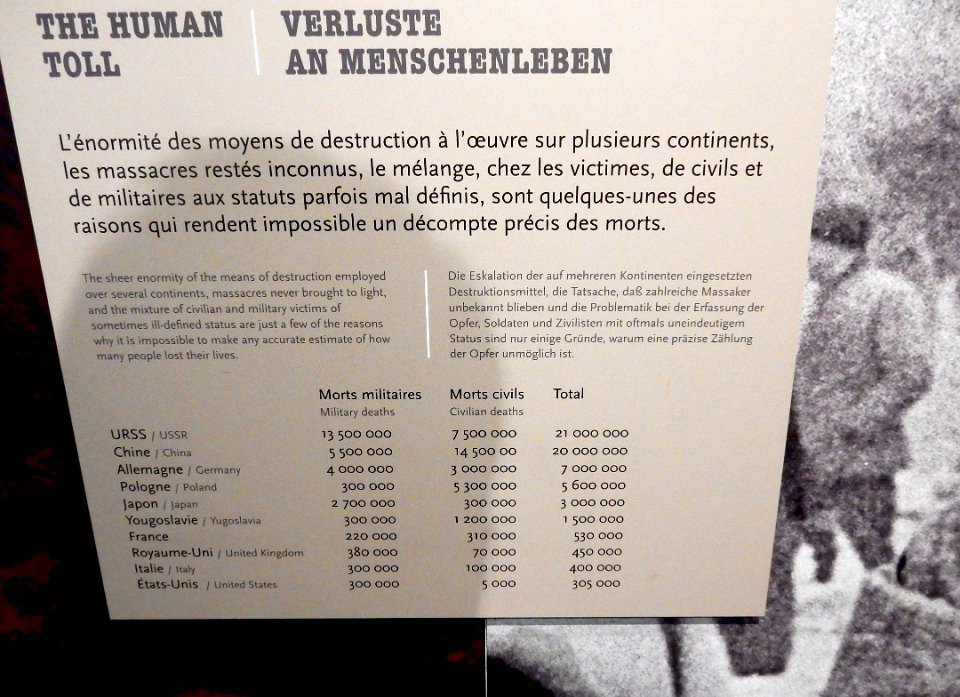 THE HUMAN TOLL
VERLUSTE AN MENSCHENLEBEN
L'énormité des moyens de destruction à l'œuvre sur plusieurs continents,
les massacres restés inconnus, le mélange, chez les victimes, de civils et
de militaires aux statuts parfois mal définis, sont quelques-unes des
raisons qui rendent impossible un décompte précis des morts.
The sheer enormity of the means of destruction employed
over several continents, massacres never brought to light,
and the mixture of civilian and military victims of
sometimes ill-defined status are just a few of the reasons
why it is impossible to make any accurate estimate of how
many people lost their lives.
Die Eskalation der auf mehreren Kontinenten eingesetzten
Destruktionsmittel, die Tatsache, daß zahlreiche Massaker
unbekannt blieben und die Problematik bei der Erfassung der
Opfer, Soldaten und Zivilisten mit oftmals uneindeutigem
Status sind nur einige Gründe, warum eine präzise Zählung
der Opfer unmöglich ist.
Morts militaires Morts civils Total
Military deaths Civilian deaths
URSS / USSR 13 500 000 7 500 000 21 000 000
Chine / China 5 500 000 14 500 00 20 000 000
Allemagne / Germany 4 000 000 3 000 000 7 000 000
Pologne / Poland 300 000 5 300 000 5 600 000
Japon / Japan 2 700 000 300 000 3 000 000
Yougoslavie / Yugoslavia 300 000 1 200 000 1 500 000
France 220 000 310 000 530 000
Royaume-Uni / United Kingdom 380 000 70 000 450 000
Italie / Italy 300 000 100 000 400 000
États-Unis / United States 300 000 5 000 305 000